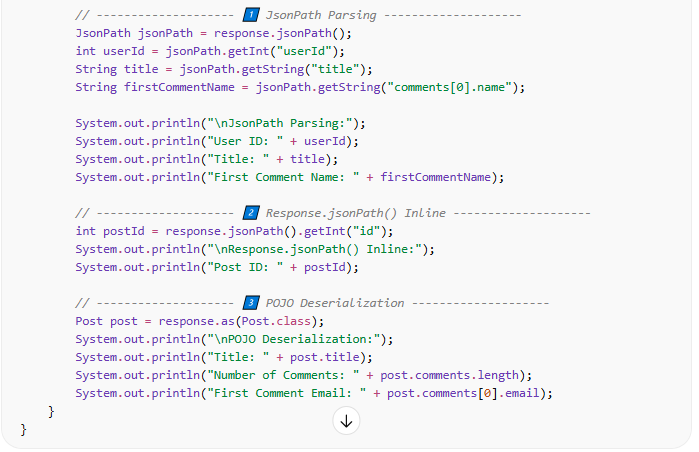 // ------------------- 1️⃣ JsonPath Parsing -------------------
JsonPath jsonPath = response.jsonPath();
int userId = jsonPath.getInt("userId");
String title = jsonPath.getString("title");
String firstCommentName = jsonPath.getString("comments[0].name");
System.out.println("\nJsonPath Parsing:");
System.out.println("User ID: " + userId);
System.out.println("Title: " + title);
System.out.println("First Comment Name: " + firstCommentName);
// ------------------- 2️⃣ Response.jsonPath() Inline -------------------
int postId = response.jsonPath().getInt("id");
System.out.println("\nResponse.jsonPath() Inline:");
System.out.println("Post ID: " + postId);
// ------------------- 3️⃣ POJO Deserialization -------------------
Post post = response.as(Post.class);
System.out.println("\nPOJO Deserialization:");
System.out.println("Title: " + post.title);
System.out.println("Number of Comments: " + post.comments.length);
System.out.println("First Comment Email: " + post.comments[0].email);
}
}